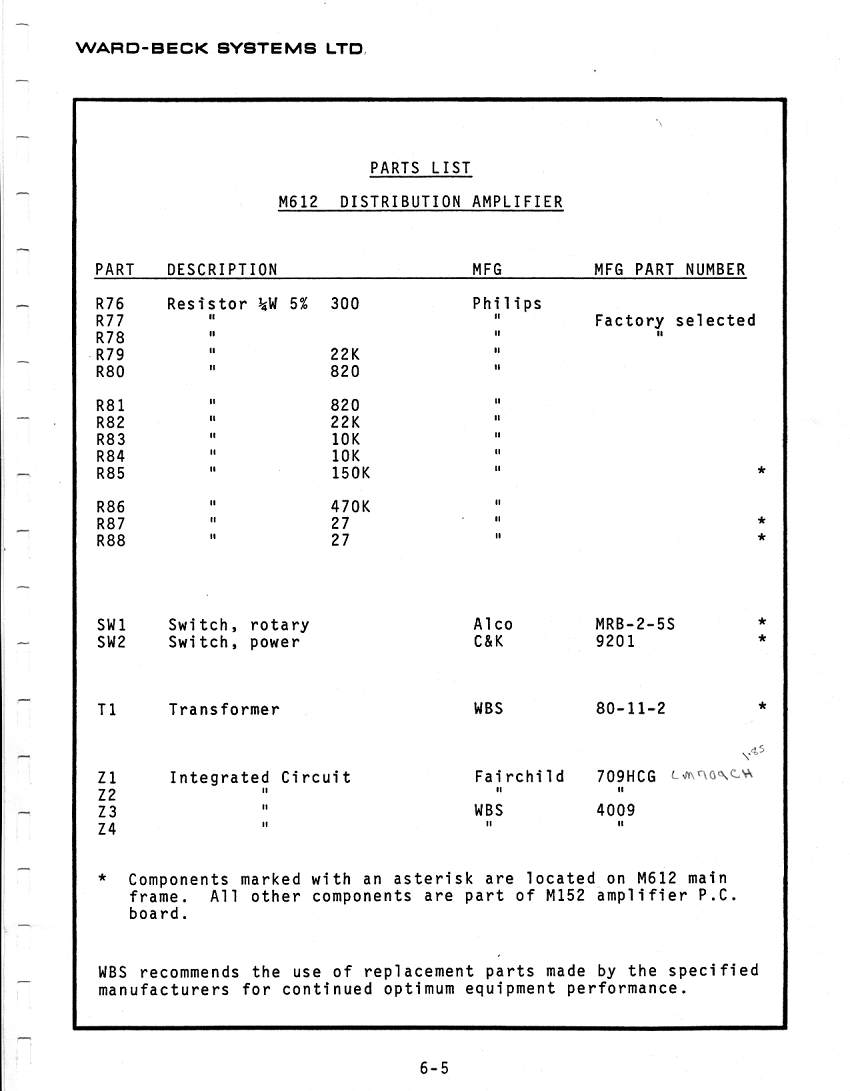 WARD-BECK SYSTEMS LTD.
PARTS LIST
M612 DISTRIBUTION AMPLIFIER
PART DESCRIPTION MFG MFG PART NUMBER
R76 Resistor ¼W 5% 300 Philips
R77 " " Factory selected
R78 " " "
R79 " 22K "
R80 " 820 "
R81 " 820 "
R82 " 22K "
R83 " 10K "
R84 " 10K "
R85 " 150K " *
R86 " 470K "
R87 " 27 " *
R88 " 27 " *
SW1 Switch, rotary Alco MRB-2-5S *
SW2 Switch, power C&K 9201 *
T1 Transformer WBS 80-11-2 *
1.85
Z1 Integrated Circuit Fairchild 709HCG LM709CH
Z2 " " "
Z3 " WBS 4009
Z4 " " "
* Components marked with an asterisk are located on M612 main
frame. All other components are part of M152 amplifier P.C.
board.
WBS recommends the use of replacement parts made by the specified
manufacturers for continued optimum equipment performance.
6-5